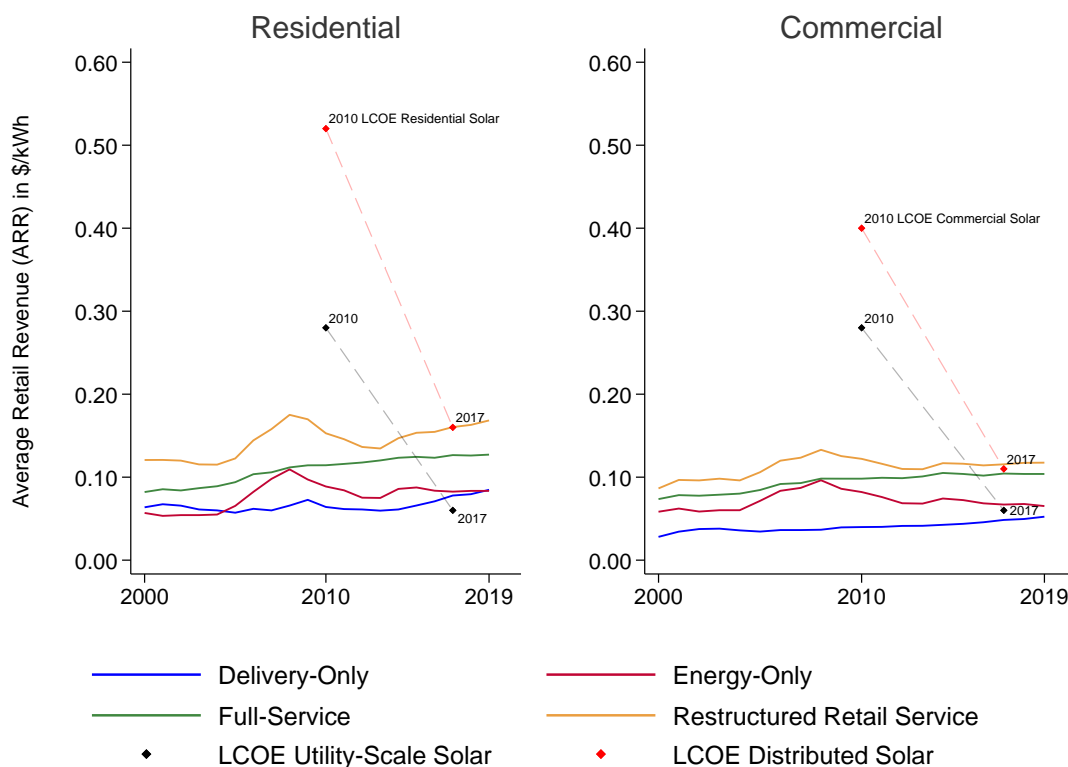 Residential
Commercial
Average Retail Revenue (ARR) in $/kWh
0.60
0.50
0.40
0.30
0.20
0.10
0.00
2010 LCOE Residential Solar
2010
2017
2017
2000
2010
2019
0.60
0.50
0.40
0.30
0.20
0.10
0.00
2010 LCOE Commercial Solar
2010
2017
2017
2000
2010
2019
Delivery-Only
Energy-Only
Full-Service
Restructured Retail Service
LCOE Utility-Scale Solar
LCOE Distributed Solar